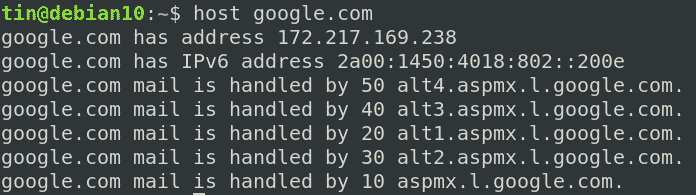 tin@debian10:~$ host google.com
google.com has address 172.217.169.238
google.com has IPv6 address 2a00:1450:4018:802::200e
google.com mail is handled by 50 alt4.aspmx.l.google.com.
google.com mail is handled by 40 alt3.aspmx.l.google.com.
google.com mail is handled by 20 alt1.aspmx.l.google.com.
google.com mail is handled by 30 alt2.aspmx.l.google.com.
google.com mail is handled by 10 aspmx.l.google.com.